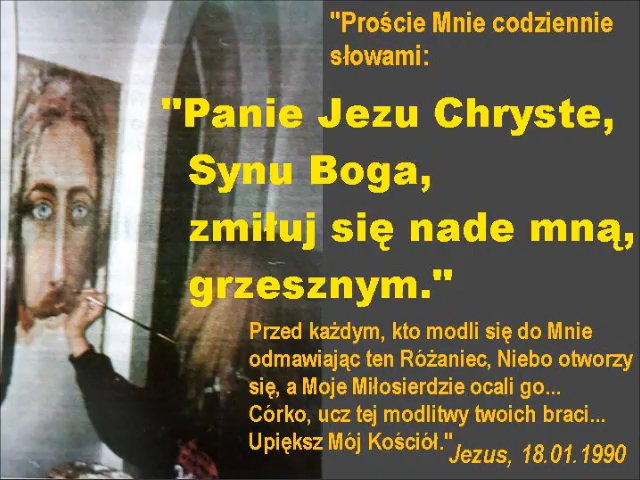 "Proście Mnie codziennie
słowami:
"Panie Jezu Chryste,
Synu Boga,
zmiłuj się nade mną,
grzesznym."
Przed każdym, kto modli się do Mnie
odmawiając ten Różaniec, Niebo otworzy
się, a Moje Miłosierdzie ocali go...
Córko, ucz tej modlitwy twoich braci...
Upiększ Mój Kościół."
Jezus, 18.01.1990